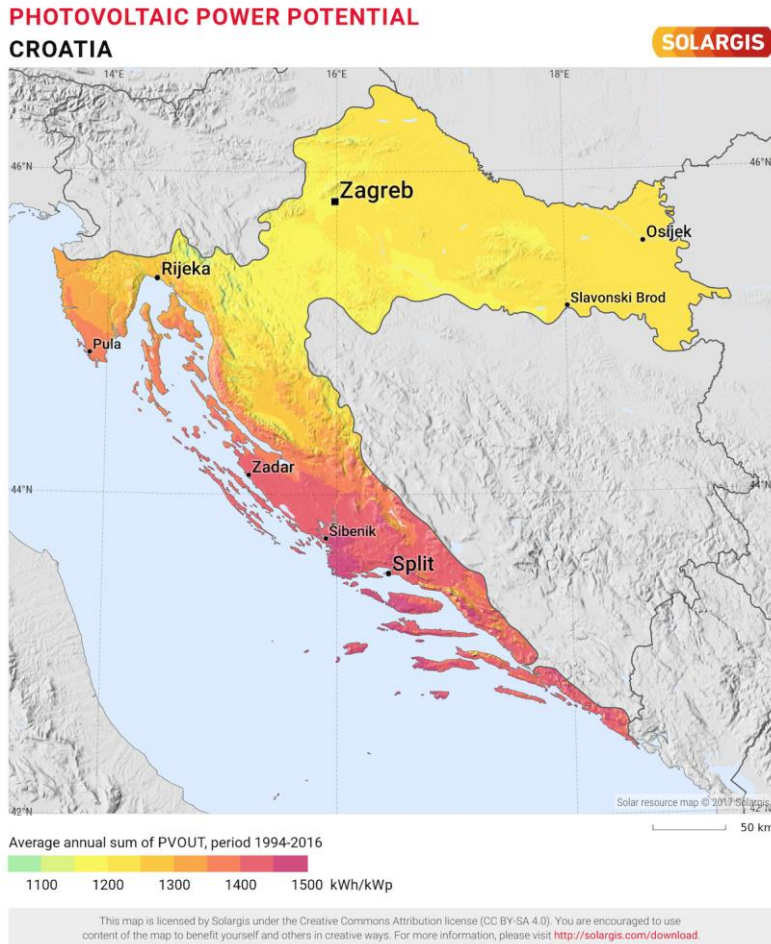 PHOTOVOLTAIC POWER POTENTIAL
CROATIA
SOLARGIS
14°E 16°E 18°E
46°N 46°N
Zagreb
Osijek
Rijeka
Slavonski Brod
Pula
Zadar
44°N 44°N
Šibenik
Split
Solar resource map © 2017 Solargis
42°N 42°N
50 km
Average annual sum of PVOUT, period 1994-2016
1100 1200 1300 1400 1500 kWh/kWp
This map is licensed by Solargis under the Creative Commons Attribution license (CC BY-SA 4.0). You are encouraged to use
content of the map to benefit yourself and others in creative ways. For more information, please visit http://solargis.com/download.